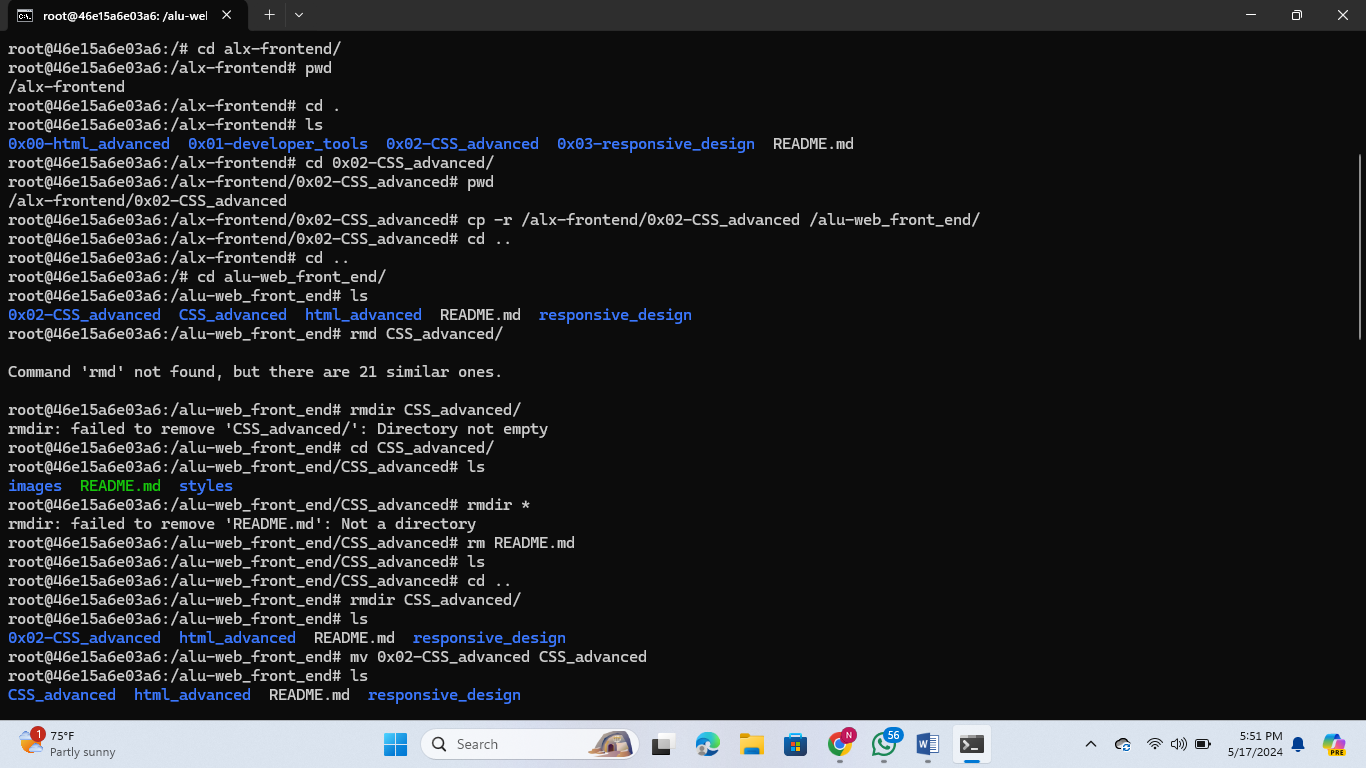 root@46e15a6e03a6: /alu-wel
root@46e15a6e03a6:/# cd alx-frontend/
root@46e15a6e03a6:/alx-frontend# pwd
/alx-frontend
root@46e15a6e03a6:/alx-frontend# cd .
root@46e15a6e03a6:/alx-frontend# ls
0x00-html_advanced  0x01-developer_tools  0x02-CSS_advanced  0x03-responsive_design  README.md
root@46e15a6e03a6:/alx-frontend# cd 0x02-CSS_advanced/
root@46e15a6e03a6:/alx-frontend/0x02-CSS_advanced# pwd
/alx-frontend/0x02-CSS_advanced
root@46e15a6e03a6:/alx-frontend/0x02-CSS_advanced# cp -r /alx-frontend/0x02-CSS_advanced /alu-web_front_end/
root@46e15a6e03a6:/alx-frontend/0x02-CSS_advanced# cd ..
root@46e15a6e03a6:/alx-frontend# cd ..
root@46e15a6e03a6:/# cd alu-web_front_end/
root@46e15a6e03a6:/alu-web_front_end# ls
0x02-CSS_advanced  CSS_advanced  html_advanced  README.md  responsive_design
root@46e15a6e03a6:/alu-web_front_end# rmd CSS_advanced/
Command 'rmd' not found, but there are 21 similar ones.
root@46e15a6e03a6:/alu-web_front_end# rmdir CSS_advanced/
rmdir: failed to remove 'CSS_advanced/': Directory not empty
root@46e15a6e03a6:/alu-web_front_end# cd CSS_advanced/
root@46e15a6e03a6:/alu-web_front_end/CSS_advanced# ls
images  README.md  styles
root@46e15a6e03a6:/alu-web_front_end/CSS_advanced# rmdir *
rmdir: failed to remove 'README.md': Not a directory
root@46e15a6e03a6:/alu-web_front_end/CSS_advanced# rm README.md
root@46e15a6e03a6:/alu-web_front_end/CSS_advanced# ls
root@46e15a6e03a6:/alu-web_front_end/CSS_advanced# cd ..
root@46e15a6e03a6:/alu-web_front_end# rmdir CSS_advanced/
root@46e15a6e03a6:/alu-web_front_end# ls
0x02-CSS_advanced  html_advanced  README.md  responsive_design
root@46e15a6e03a6:/alu-web_front_end# mv 0x02-CSS_advanced CSS_advanced
root@46e15a6e03a6:/alu-web_front_end# ls
CSS_advanced  html_advanced  README.md  responsive_design
1
75°F
Partly sunny
Search
N
56
W
5:51 PM
5/17/2024
PRE